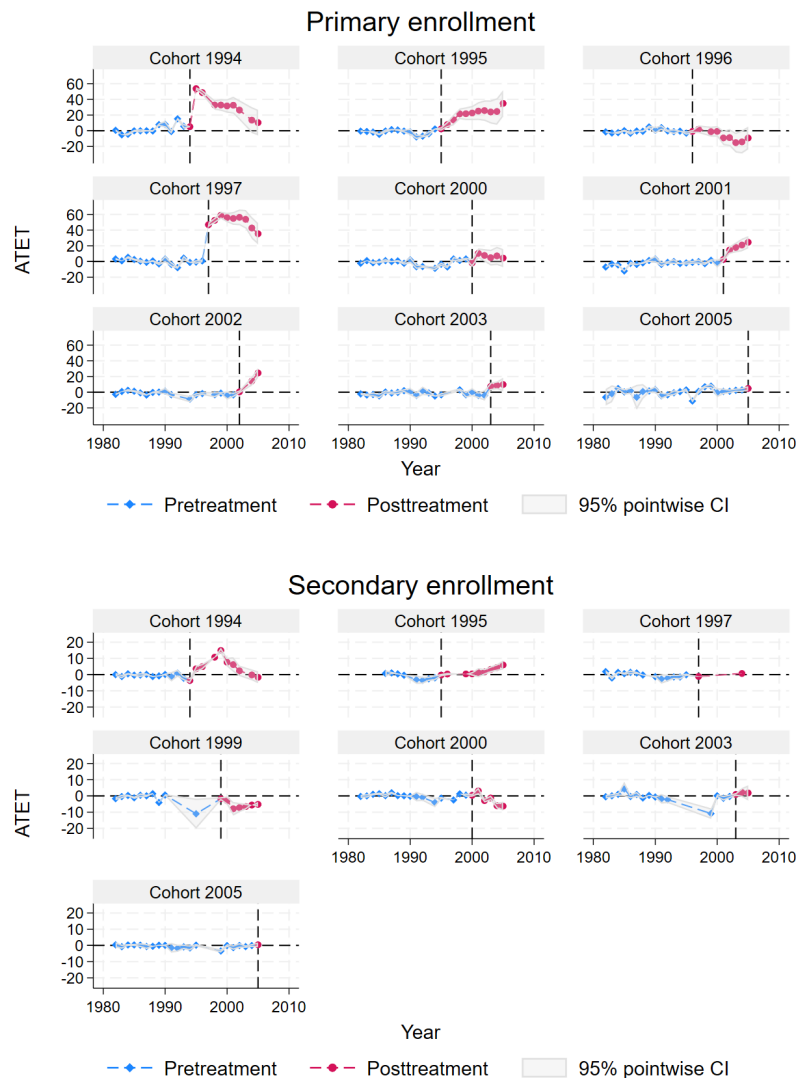 Primary enrollment
Cohort 1994 Cohort 1995 Cohort 1996
60
40
20
0
-20
Cohort 1997 Cohort 2000 Cohort 2001
60
40
20
0
-20
ATET
Cohort 2002 Cohort 2003 Cohort 2005
60
40
20
0
-20
1980 1990 2000 2010 1980 1990 2000 2010 1980 1990 2000 2010
Year
Pretreatment Posttreatment 95% pointwise CI
Secondary enrollment
Cohort 1994 Cohort 1995 Cohort 1997
20
10
0
-10
-20
Cohort 1999 Cohort 2000 Cohort 2003
20
10
0
-10
-20
ATET
1980 1990 2000 2010 1980 1990 2000 2010
Cohort 2005
20
10
0
-10
-20
1980 1990 2000 2010
Year
Pretreatment Posttreatment 95% pointwise CI